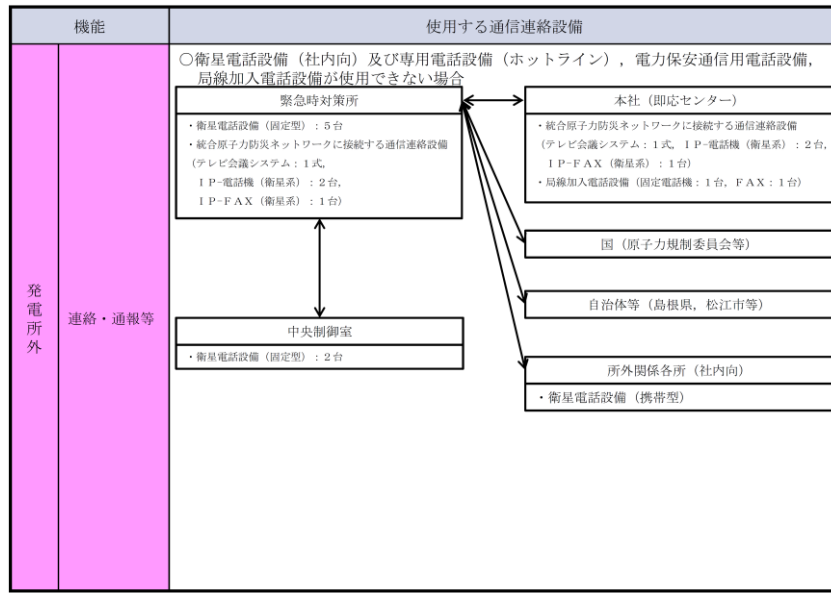 機能
使用する通信連絡設備
発電所外
連絡・通報等
○衛星電話設備（社内向）及び専用電話設備（ホットライン），電力保安通信用電話設備，
局線加入電話設備が使用できない場合
緊急時対策所
・衛星電話設備（固定型）：５台
・統合原子力防災ネットワークに接続する通信連絡設備
（テレビ会議システム：１式，
ＩＰ-電話機（衛星系）：２台，
ＩＰ-ＦＡＸ（衛星系）：１台）
中央制御室
・衛星電話設備（固定型）：２台
本社（即応センター）
・統合原子力防災ネットワークに接続する通信連絡設備
（テレビ会議システム：１式，ＩＰ-電話機（衛星系）：２台，
ＩＰ-ＦＡＸ（衛星系）：１台）
・局線加入電話設備（固定電話機：１台，ＦＡＸ：１台）
国（原子力規制委員会等）
自治体等（島根県，松江市等）
所外関係各所（社内向）
・衛星電話設備（携帯型）